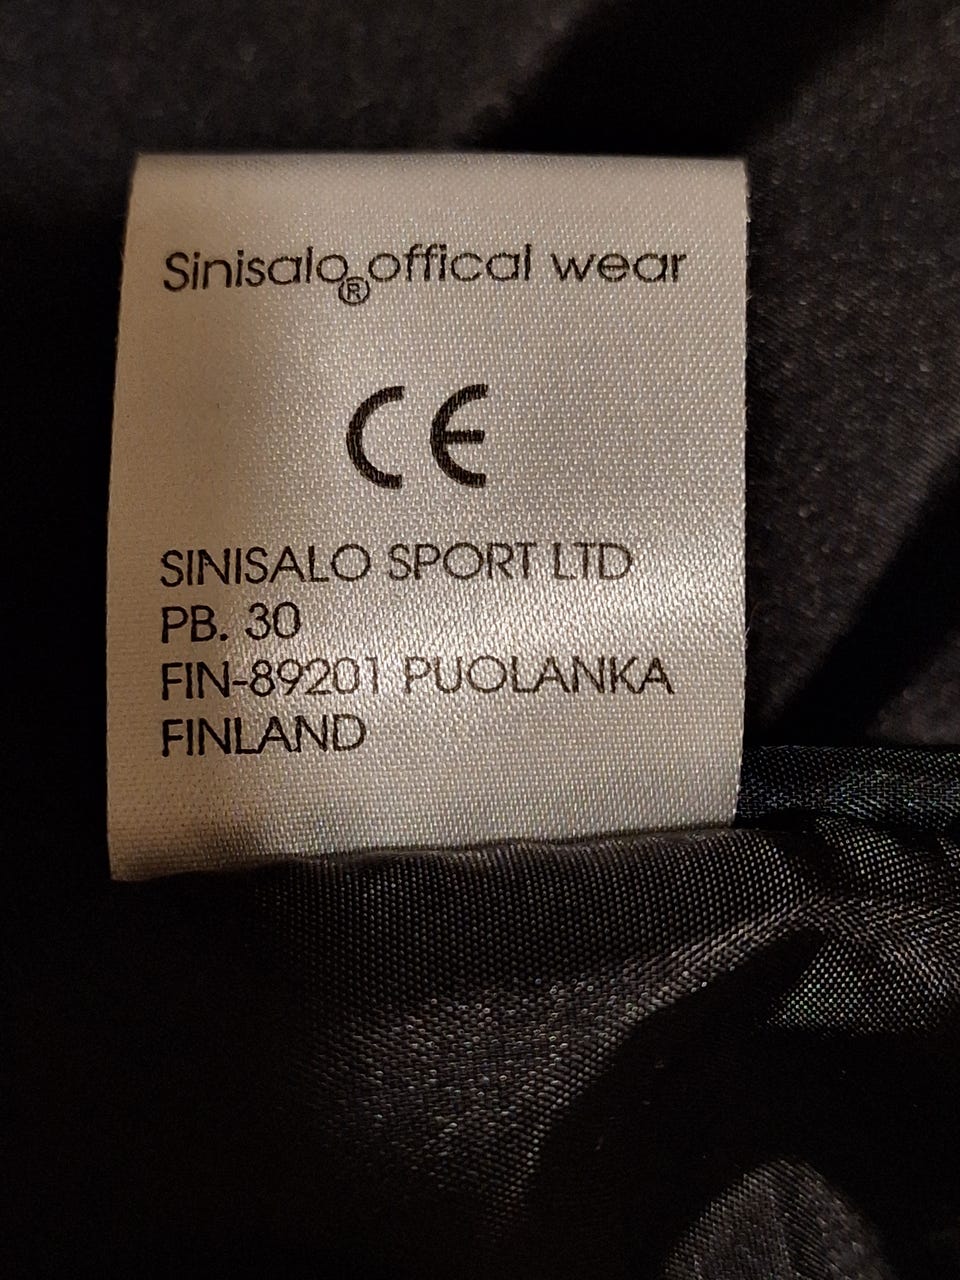 Sinisalo® offical wear
CE
SINISALO SPORT LTD
PB. 30
FIN-89201 PUOLANKA
FINLAND